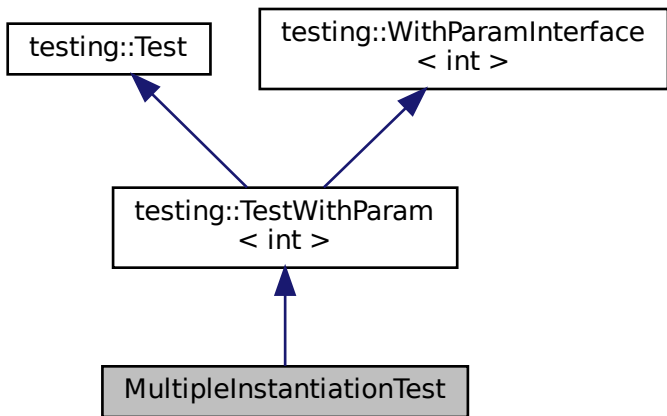 testing::Test
testing::WithParamInterface
< int >
testing::TestWithParam
< int >
MultipleInstantiationTest